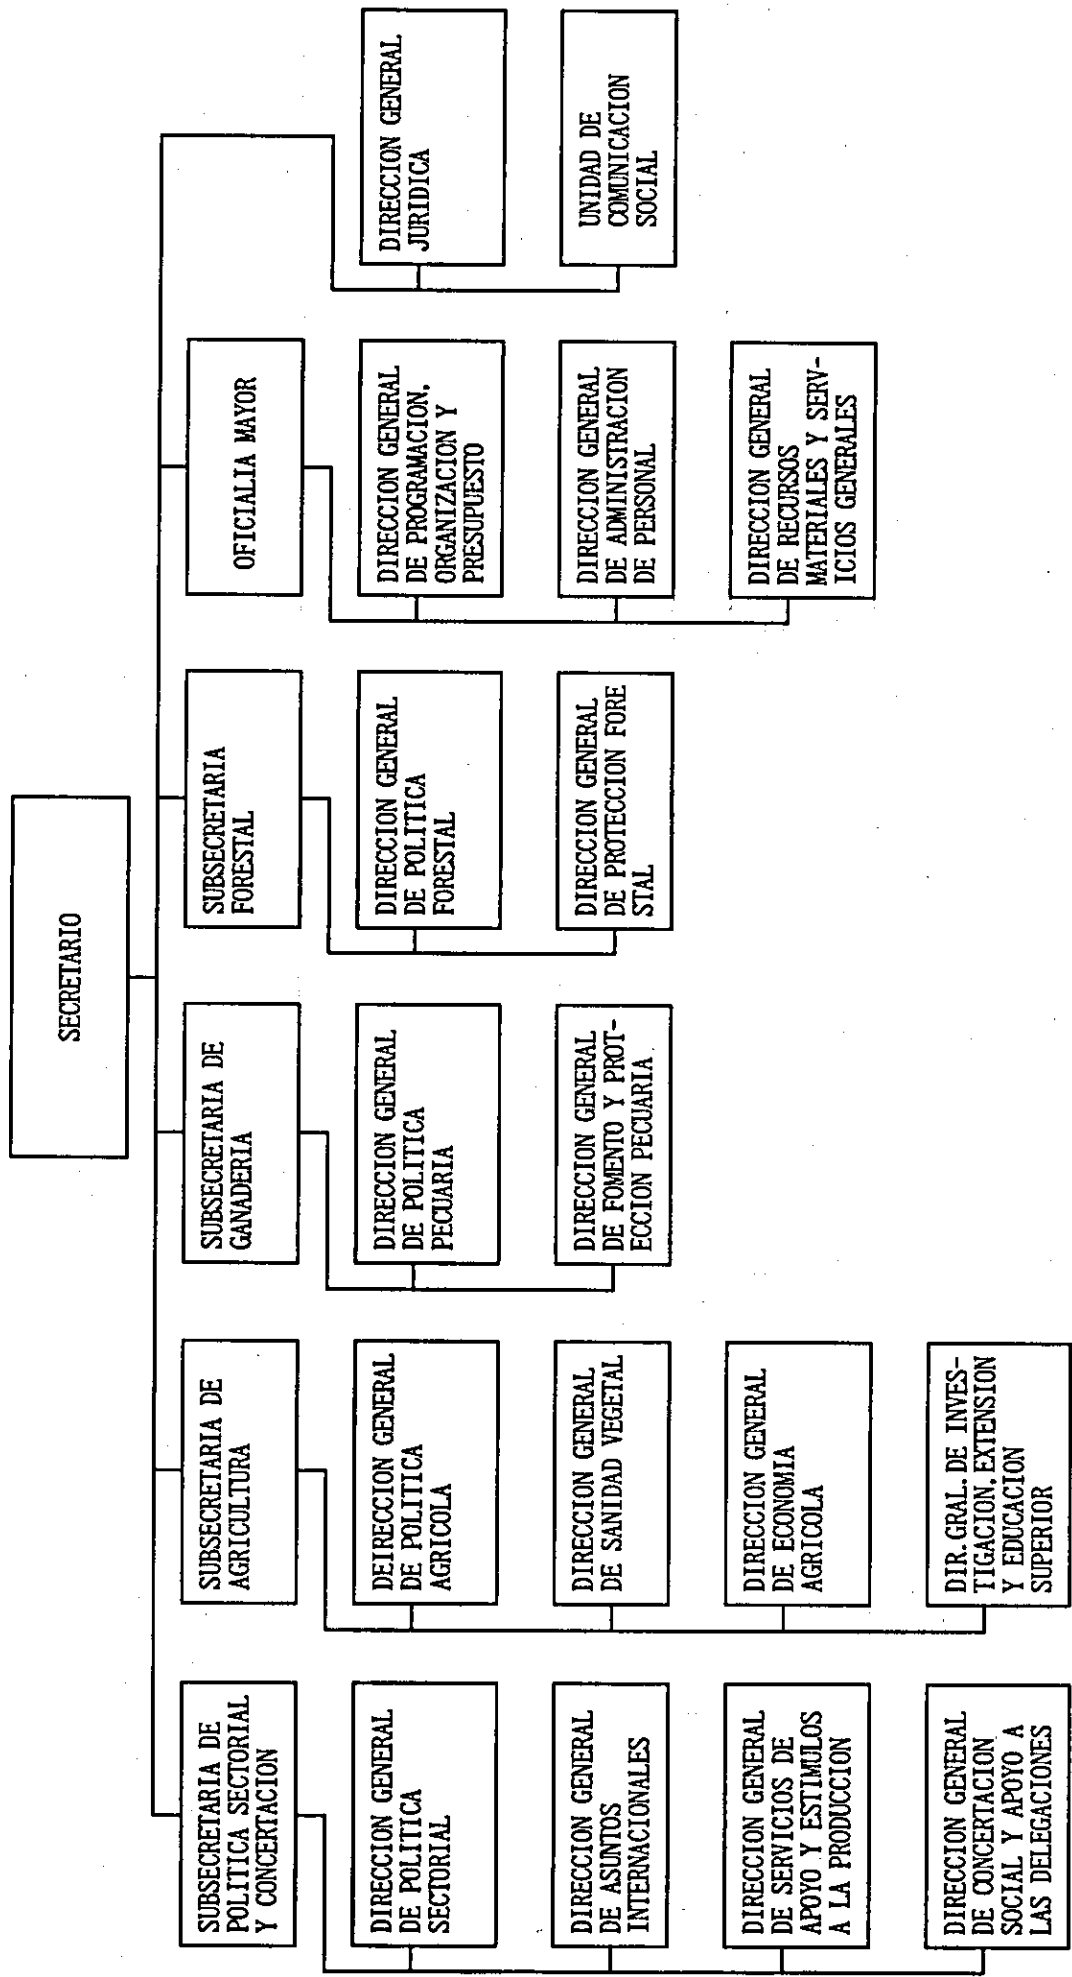 SECRETARIO
SUBSECRETARIA DE
POLITICA SECTORIAL
Y CONCERTACION
DIRECCION GENERAL
DE POLITICA
SECTORIAL
DIRECCION GENERAL
DE ASUNTOS
INTERNACIONALES
DIRECCION GENERAL
DE SERVICIOS DE
APOYO Y ESTIMULOS
A LA PRODUCCION
DIRECCION GENERAL
DE CONCERTACION
SOCIAL Y APOYO A
LAS DELEGACIONES
SUBSECRETARIA DE
AGRICULTURA
DEIRECCION GENERAL
DE POLITICA
AGRICOLA
DIRECCION GENERAL
DE SANIDAD VEGETAL
DIRECCION GENERAL
DE ECONOMIA
AGRICOLA
DIR.GRAL.DE INVES-
TIGACION,EXTENSION
Y EDUCACION
SUPERIOR
SUBSECRETARIA DE
GANADERIA
DIRECCION GENERAL
DE POLITICA
PECUARIA
DIRECCION GENERAL
DE FOMENTO Y PROT-
ECCION PECUARIA
SUBSECRETARIA
FORESTAL
DIRECCION GENERAL
DE POLITICA
FORESTAL
DIRECCION GENERAL
DE PROTECCION FORE
STAL
OFICIALIA MAYOR
DIRECCION GENERAL
DE PROGRAMACION,
ORGANIZACION Y
PRESUPUESTO
DIRECCION GENERAL
DE ADMINISTRACION
DE PERSONAL
DIRECCION GENERAL
DE RECURSOS
MATERIALES Y SERV-
ICIOS GENERALES
DIRECCION GENERAL
JURIDICA
UNIDAD DE
COMUNICACION
SOCIAL